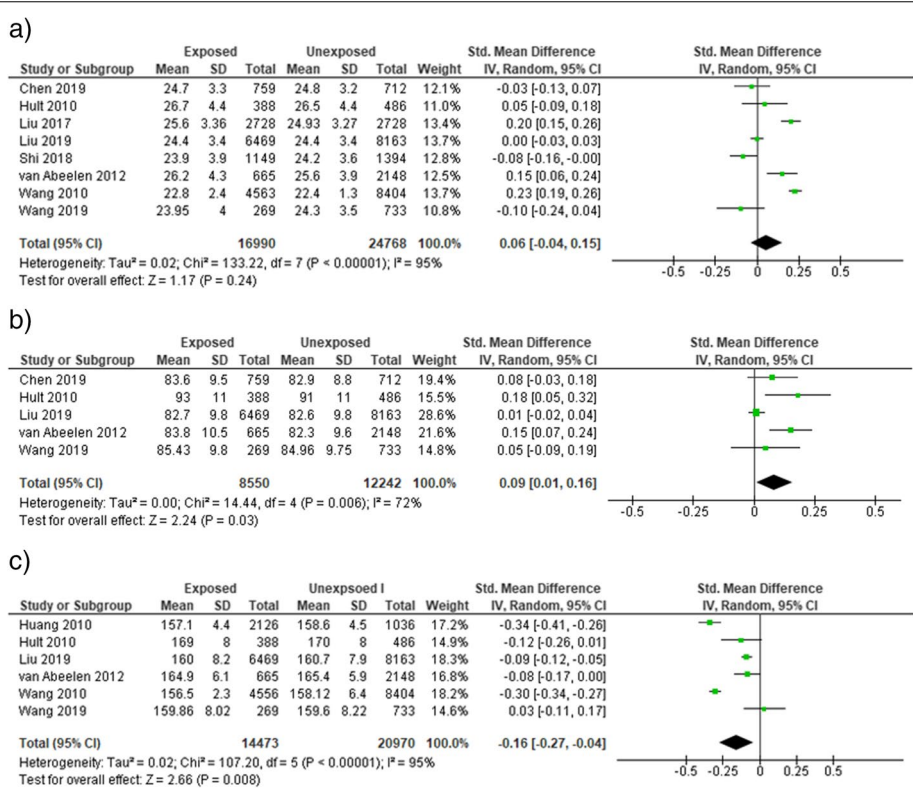 a)
Exposed Unexposed Std. Mean Difference Std. Mean Difference
Study or Subgroup Mean SD Total Mean SD Total Weight IV, Random, 95% CI IV, Random, 95% CI
Chen 2019 24.7 3.3 759 24.8 3.2 712 12.1% -0.03 [-0.13, 0.07]
Hult 2010 26.7 4.4 388 26.5 4.4 486 11.0% 0.05 [-0.09, 0.18]
Liu 2017 25.6 3.36 2728 24.93 3.27 2728 13.4% 0.20 [0.15, 0.26]
Liu 2019 24.4 3.4 6469 24.4 3.4 8163 13.8% 0.00 [-0.03, 0.03]
Shi 2018 23.9 3.9 1149 24.2 3.6 1394 12.8% -0.08 [-0.16, -0.00]
van Abeelen 2012 26.2 4.3 665 25.6 3.9 2148 12.5% 0.15 [0.06, 0.24]
Wang 2010 22.8 2.4 4563 22.4 1.3 8404 13.7% 0.23 [0.19, 0.26]
Wang 2019 23.95 4 269 24.3 3.5 733 10.8% -0.10 [-0.24, 0.04]
Total (95% CI) 16990 24768 100.0% 0.06 [-0.04, 0.15]
Heterogeneity: Tau² = 0.02; Chi² = 133.22, df = 7 (P < 0.00001); I² = 95%
Test for overall effect: Z = 1.17 (P = 0.24)
-0.5 -0.25 0 0.25 0.5
b)
Exposed Unexposed Std. Mean Difference Std. Mean Difference
Study or Subgroup Mean SD Total Mean SD Total Weight IV, Random, 95% CI IV, Random, 95% CI
Chen 2019 83.6 9.5 759 82.9 8.8 712 19.4% 0.08 [-0.03, 0.18]
Hult 2010 93 11 388 91 11 486 15.5% 0.18 [0.05, 0.32]
Liu 2019 82.7 9.8 6469 82.6 9.8 8163 28.6% 0.01 [-0.02, 0.04]
van Abeelen 2012 83.8 10.5 665 82.3 9.6 2148 21.6% 0.15 [0.07, 0.24]
Wang 2019 85.43 9.8 269 84.96 9.75 733 14.8% 0.05 [-0.09, 0.19]
Total (95% CI) 8550 12242 100.0% 0.09 [0.01, 0.16]
Heterogeneity: Tau² = 0.00; Chi² = 14.44, df = 4 (P = 0.006); I² = 72%
Test for overall effect: Z = 2.24 (P = 0.03)
-0.5 -0.25 0 0.25 0.5
c)
Exposed Unexpsoed I Std. Mean Difference Std. Mean Difference
Study or Subgroup Mean SD Total Mean SD Total Weight IV, Random, 95% CI IV, Random, 95% CI
Huang 2010 157.1 4.4 2126 158.6 4.5 1036 17.2% -0.34 [-0.41, -0.26]
Hult 2010 169 8 388 170 8 486 14.9% -0.12 [-0.26, 0.01]
Liu 2019 160 8.2 6469 160.7 7.9 8163 18.3% -0.09 [-0.12, -0.05]
van Abeelen 2012 164.9 6.1 665 165.4 5.9 2148 16.8% -0.08 [-0.17, 0.00]
Wang 2010 156.5 2.3 4556 158.12 6.4 8404 18.2% -0.30 [-0.34, -0.27]
Wang 2019 159.86 8.02 269 159.6 8.22 733 14.6% 0.03 [-0.11, 0.17]
Total (95% CI) 14473 20970 100.0% -0.16 [-0.27, -0.04]
Heterogeneity: Tau² = 0.02; Chi² = 107.20, df = 5 (P < 0.00001); I² = 95%
Test for overall effect: Z = 2.66 (P = 0.008)
-0.5 -0.25 0 0.25 0.5